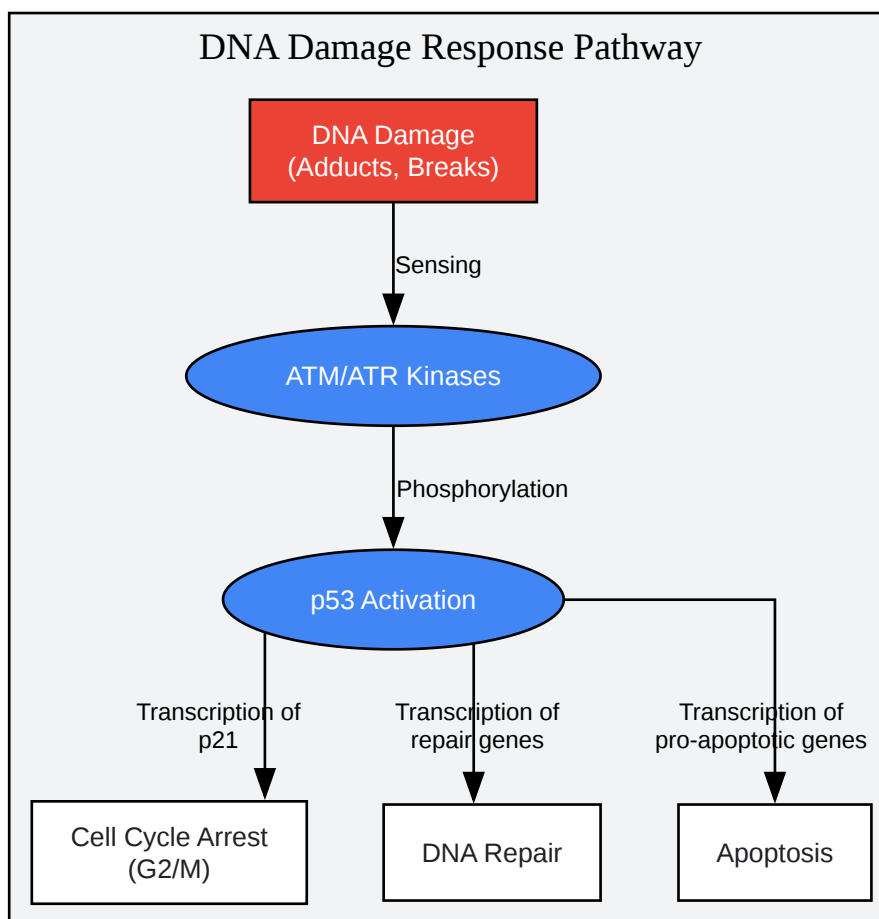 DNA Damage Response Pathway
DNA Damage
(Adducts, Breaks)
Sensing
ATM/ATR Kinases
Phosphorylation
p53 Activation
Transcription of
p21
Transcription of
repair genes
Transcription of
pro-apoptotic genes
Cell Cycle Arrest
(G2/M)
DNA Repair
Apoptosis